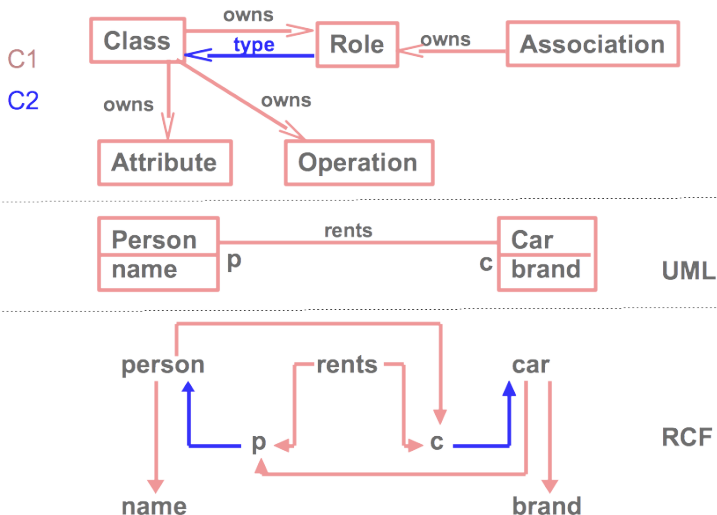 owns
Class
type
Role
owns
Association
C1
C2
owns
owns
Attribute
Operation
Person
rents
Car
name
p
c
brand
UML
person
rents
car
p
c
RCF
name
brand